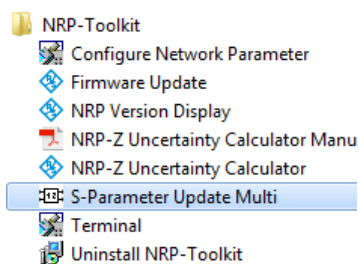 NRP-Toolkit
Configure Network Parameter
Firmware Update
NRP Version Display
NRP-Z Uncertainty Calculator Manu
NRP-Z Uncertainty Calculator
S-Parameter Update Multi
Terminal
Uninstall NRP-Toolkit